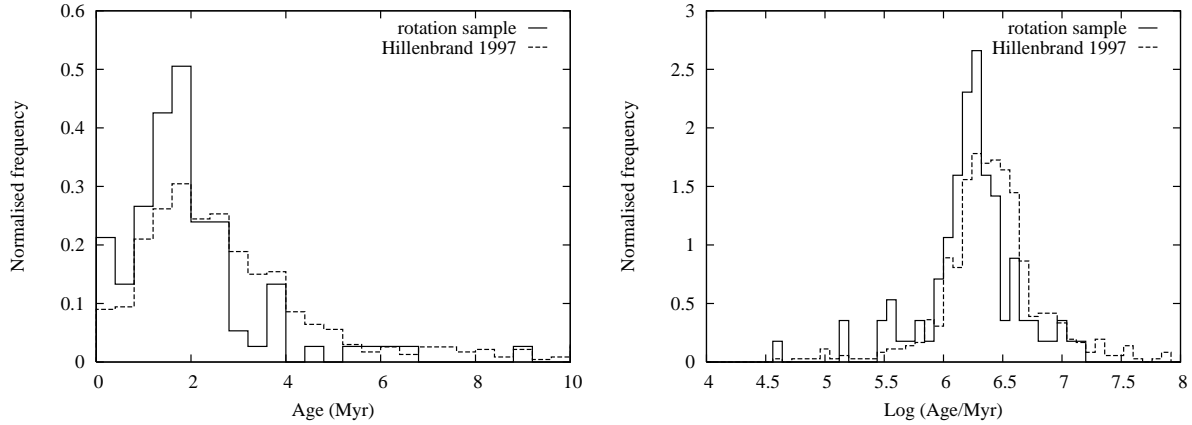 Normalised frequency
0.6
0.5
0.4
0.3
0.2
0.1
0
0 2 4 6 8 10
Age (Myr)
rotation sample
Hillenbrand 1997
Normalised frequency
3
2.5
2
1.5
1
0.5
0
4 4.5 5 5.5 6 6.5 7 7.5 8
Log (Age/Myr)
rotation sample
Hillenbrand 1997